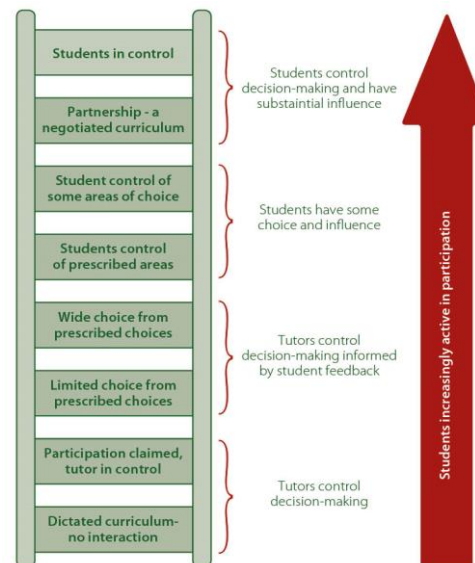 Students in control
Partnership - a
negotiated curriculum
Students control
decision-making and have
substaintial influence
Student control of
some areas of choice
Students control
of prescribed areas
Students have some
choice and influence
Wide choice from
prescribed choices
Limited choice from
prescribed choices
Tutors control
decision-making informed
by student feedback
Participation claimed,
tutor in control
Dictated curriculum-
no interaction
Tutors control
decision-making
Students increasingly active in participation